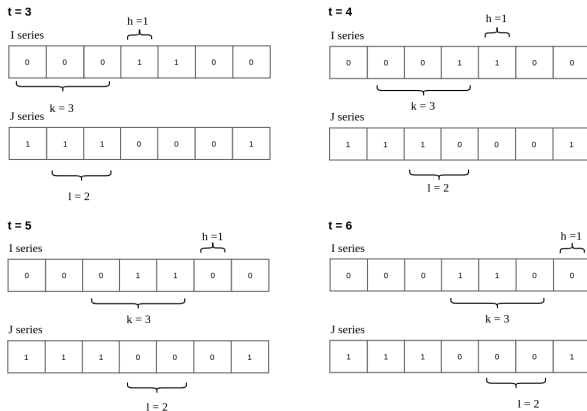 t = 3
h =1
I series
0 0 0 1 1 0 0
k = 3
J series
1 1 1 0 0 0 1
l = 2
t = 4
h =1
I series
0 0 0 1 1 0 0
k = 3
J series
1 1 1 0 0 0 1
l = 2
t = 5
h =1
I series
0 0 0 1 1 0 0
k = 3
J series
1 1 1 0 0 0 1
l = 2
t = 6
h =1
I series
0 0 0 1 1 0 0
k = 3
J series
1 1 1 0 0 0 1
l = 2